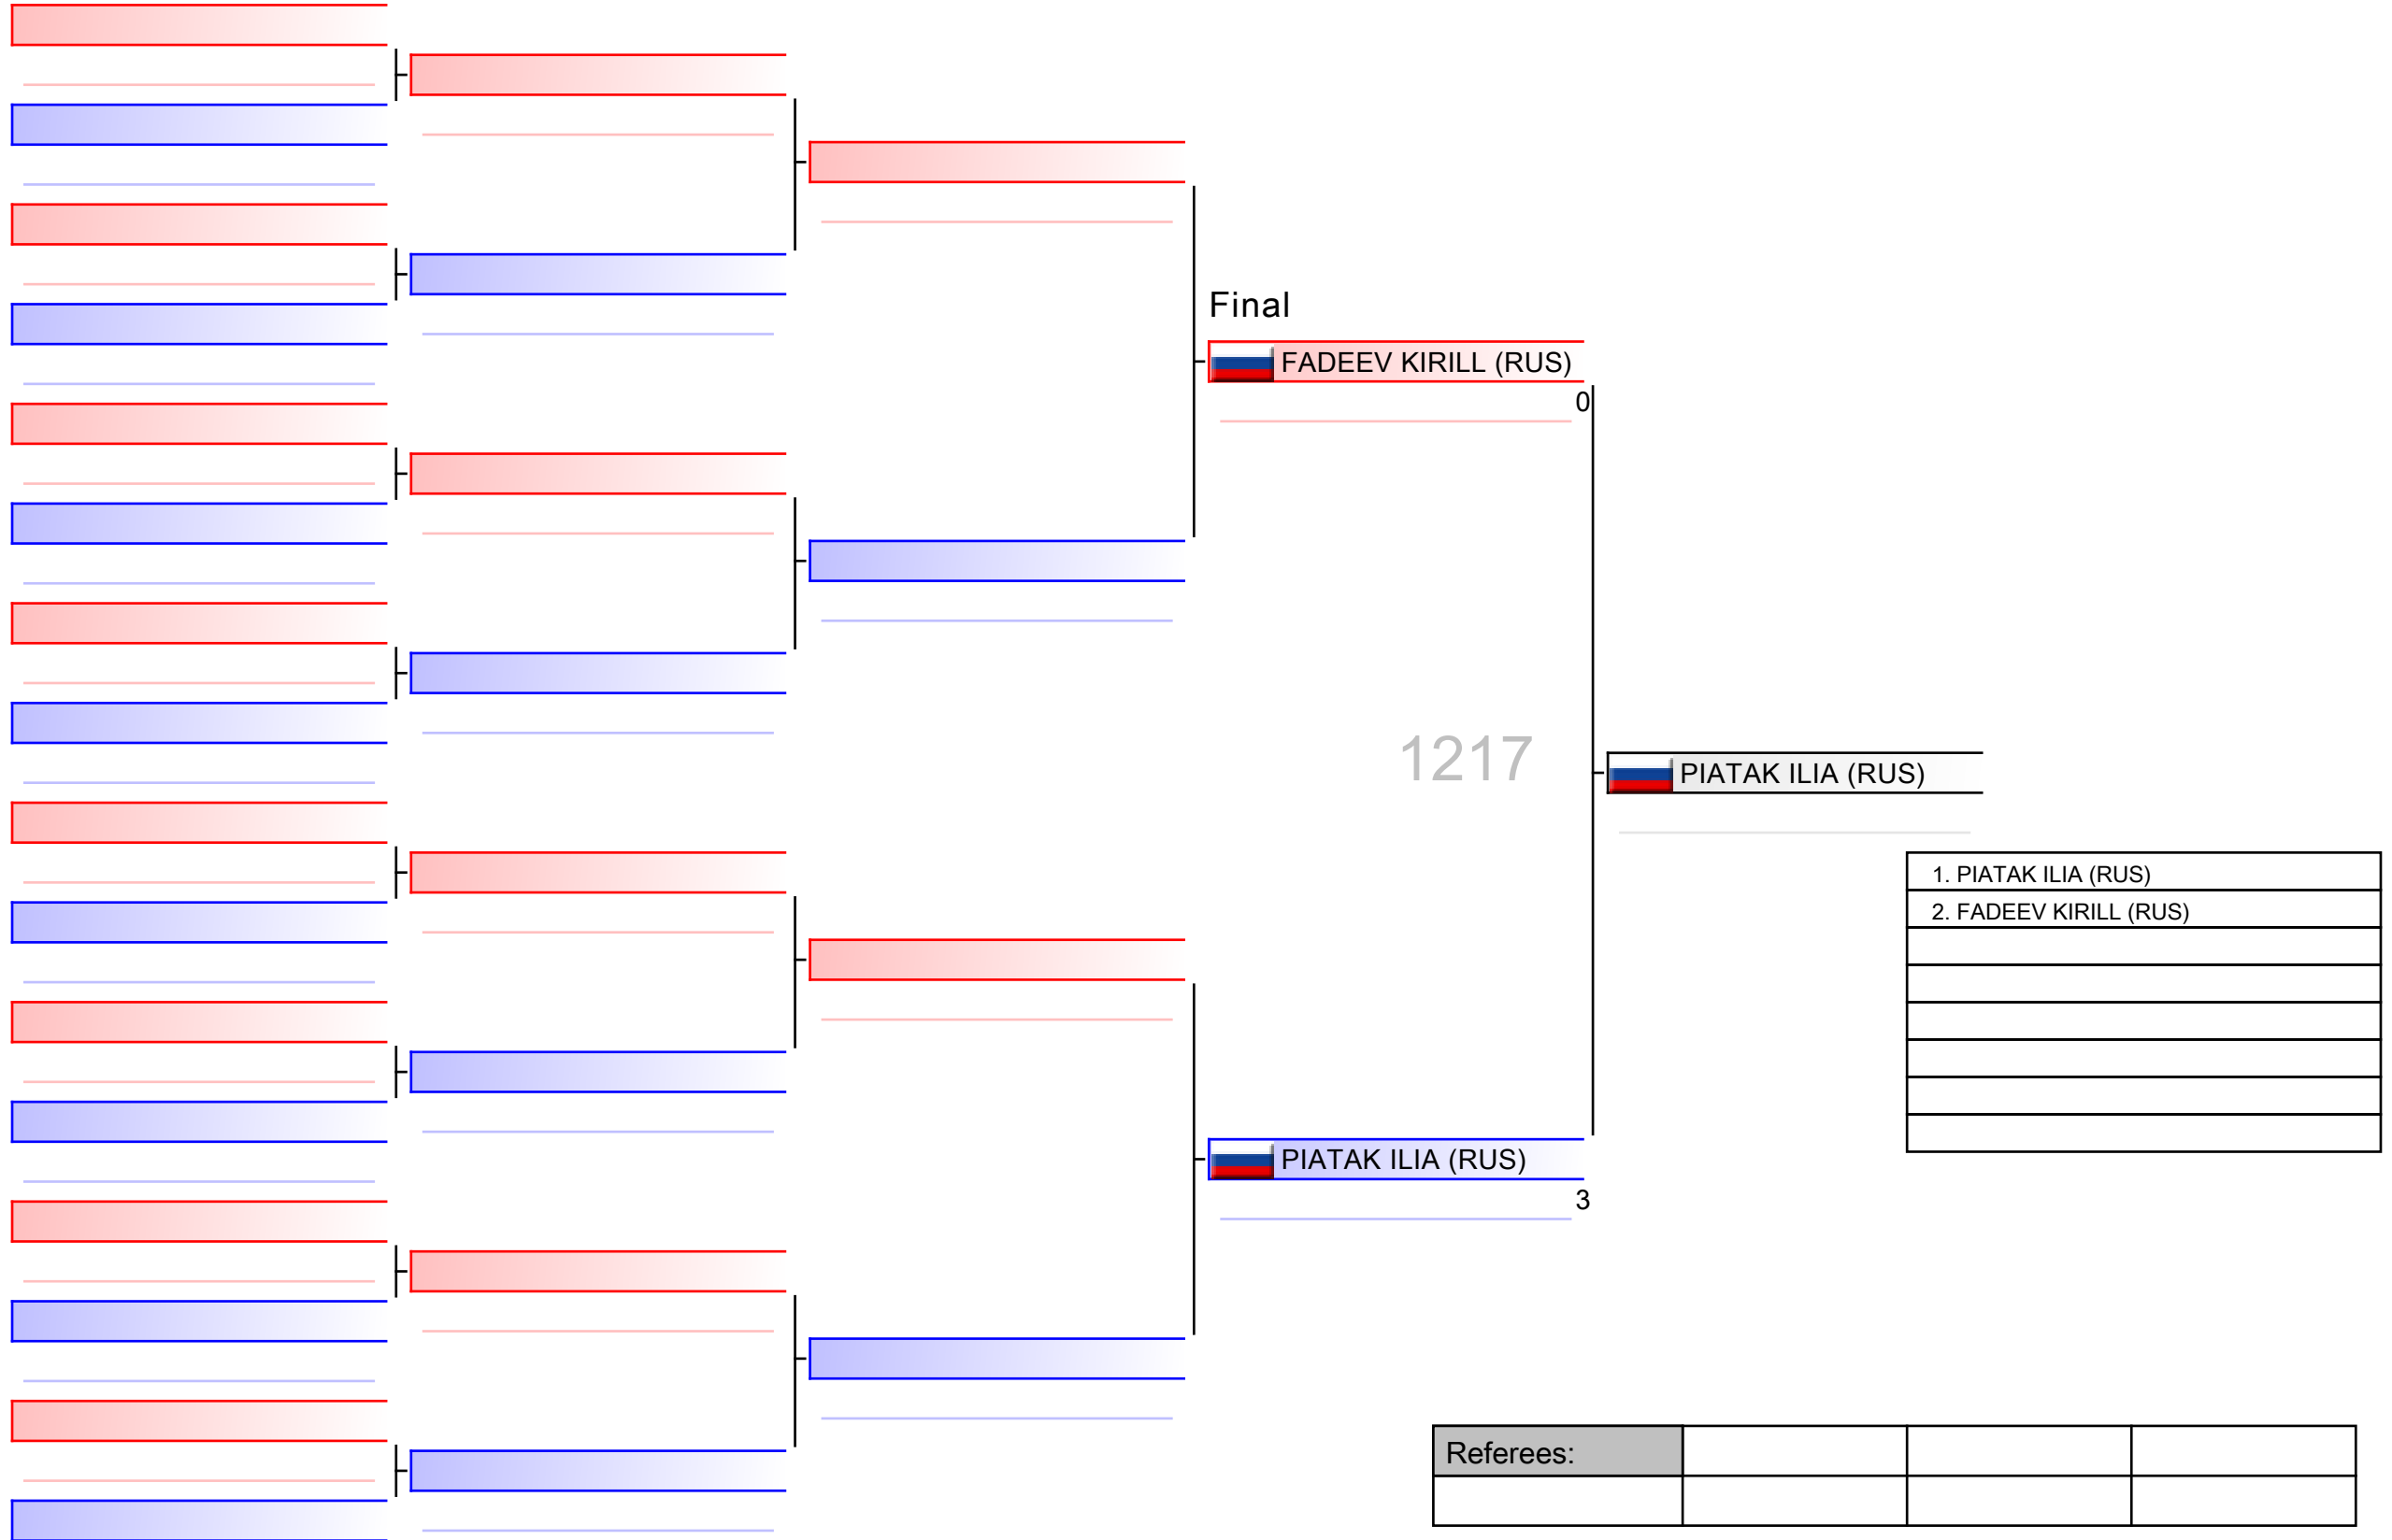 Final
FADEEV KIRILL (RUS)
0
1217
PIATAK ILIA (RUS)
1. PIATAK ILIA (RUS)
2. FADEEV KIRILL (RUS)
PIATAK ILIA (RUS)
3
Referees: